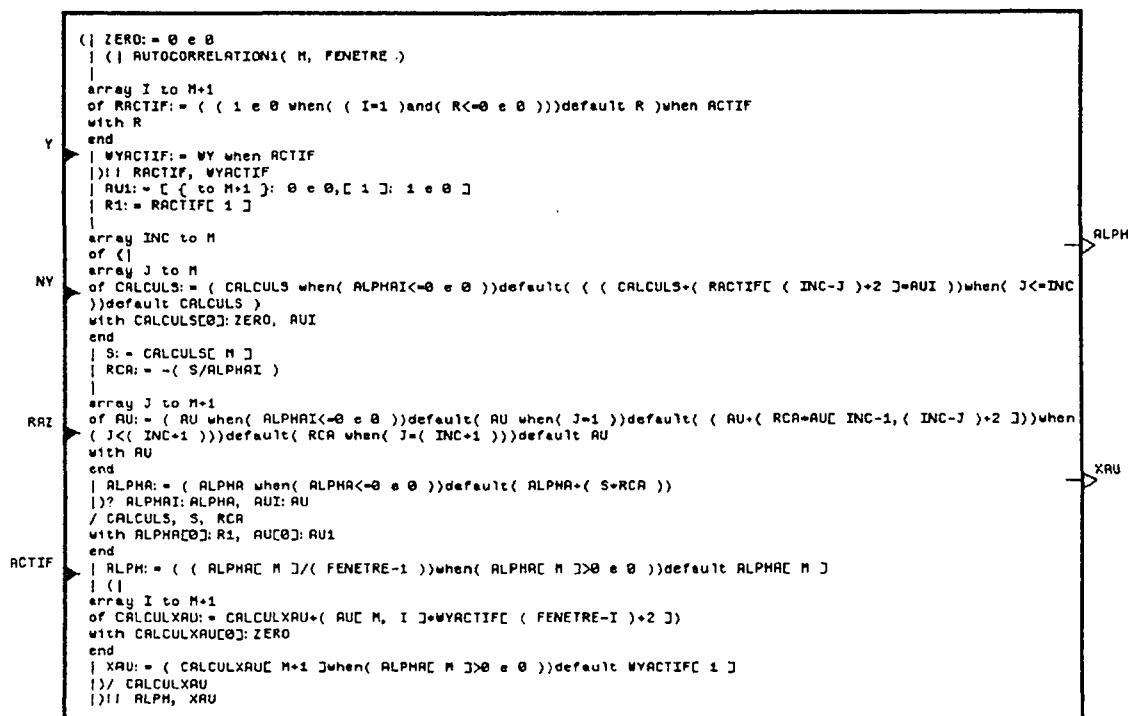 (| ZERO:= 0 e 0
| (| AUTOCORRELATION1( M, FENETRE )
|
array I to M+1
of RACTIF:= ( ( 1 e 0 when( ( I=1 )and( R<=0 e 0 )))default R )when ACTIF
with R
end
Y
| WYACTIF:= WY when ACTIF
|)!! RACTIF, WYACTIF
| AU1:= [ { to M+1 }: 0 e 0,[ 1 ]: 1 e 0 ]
| R1:= RACTIF[ 1 ]
|
array INC to M
ALPH
of (|
array J to M
NY
of CALCULS:= ( CALCULS when( ALPHAI<=0 e 0 ))default( ( ( CALCULS+( RACTIF[ ( INC-J )+2 ]*AUI ))when( J<=INC
))default CALCULS )
with CALCULS[0]: ZERO, AUI
end
| S:= CALCULS[ M ]
| RCA:= -( S/ALPHAI )
|
array J to M+1
RAZ
of AU:= ( AU when( ALPHAI<=0 e 0 ))default( AU when( J=1 ))default( ( AU+( RCA*AU[ INC-1,( INC-J )+2 ]))when
( J<( INC+1 )))default( RCA when( J=( INC+1 )))default AU
with AU
end
XAU
| ALPHA:= ( ALPHA when( ALPHA<=0 e 0 ))default( ALPHA+( S*RCA ))
|)? ALPHAI: ALPHA, AUI: AU
/ CALCULS, S, RCA
with ALPHA[0]: R1, AU[0]: AU1
end
ACTIF
| ALPH:= ( ( ALPHA[ M ]/( FENETRE-1 ))when( ALPHA[ M ]>0 e 0 ))default ALPHA[ M ]
| (|
array I to M+1
of CALCULXAU:= CALCULXAU+( AU[ M, I ]*WYACTIF[ ( FENETRE-I )+2 ])
with CALCULXAU[0]: ZERO
end
| XAU:= ( CALCULXAU[ M+1 ]when( ALPHA[ M ]>0 e 0 ))default WYACTIF[ 1 ]
|)/ CALCULXAU
|)!! ALPH, XAU